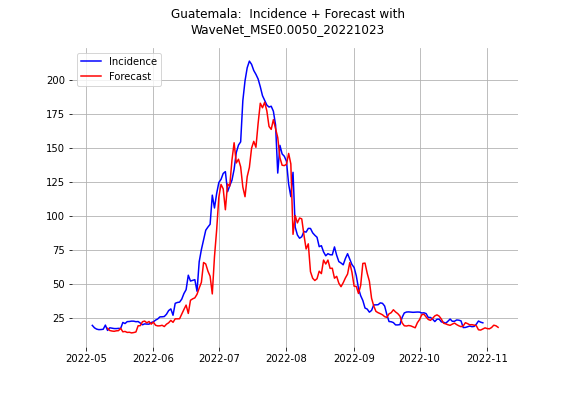 Guatemala:  Incidence + Forecast with
WaveNet_MSE0.0050_20221023
Incidence
Forecast
200
175
150
125
100
75
50
25
2022-05 2022-06 2022-07 2022-08 2022-09 2022-10 2022-11